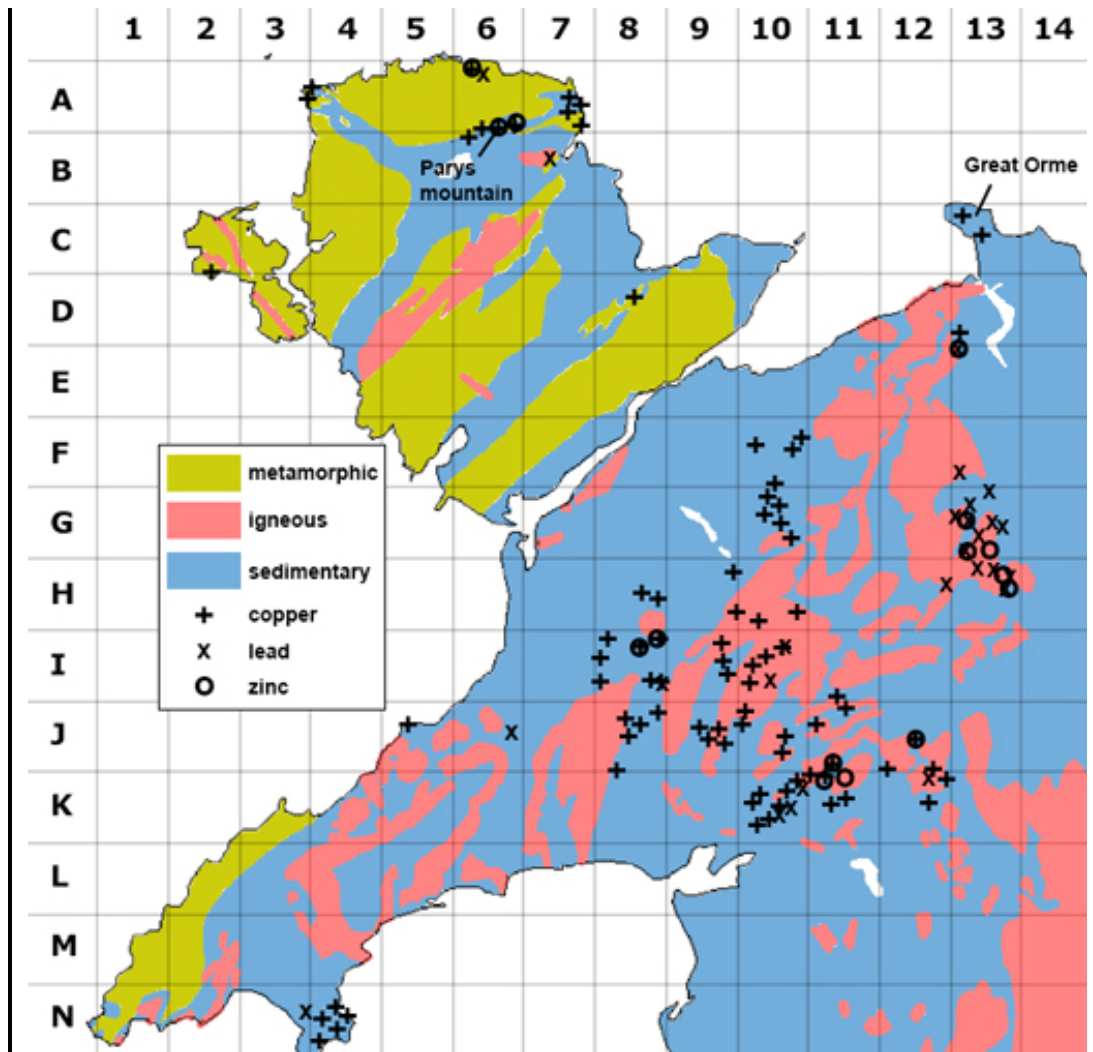 1 2 3 4 5 6 7 8 9 10 11 12 13 14
A
Parys
mountain
B
Great Orme
C
D
E
F
metamorphic
G
igneous
sedimentary
H
copper
I
lead
zinc
J
K
L
M
N